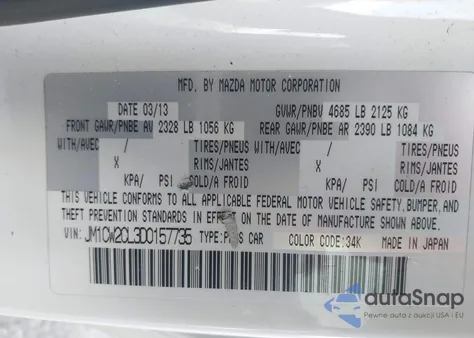 MFD. BY MAZDA MOTOR CORPORATION
DATE 03/13 GVWR/PNBV 4685 LB 2125 KG
FRONT GAWR/PNBE AV 2328 LB 1056 KG REAR GAWR/PNBE AR 2390 LB 1084 KG
WITH/AVEC / TIRES/PNEUS WITH/AVEC / TIRES/PNEUS
X RIMS/JANTES X RIMS/JANTES
KPA/ PSI COLD/A FROID KPA/ PSI COLD/A FROID
THIS VEHICLE CONFORMS TO ALL APPLICABLE FEDERAL MOTOR VEHICLE SAFETY, BUMPER, AND
THEFT PREVENTION STANDARDS IN EFFECT ON THE DATE OF MANUFACTURE SHOWN ABOVE.
VIN: JM1CW2CL3D0157735 TYPE: PASS CAR COLOR CODE: 34K MADE IN JAPAN
autoSnap
Pewne auta z aukcji USA i EU